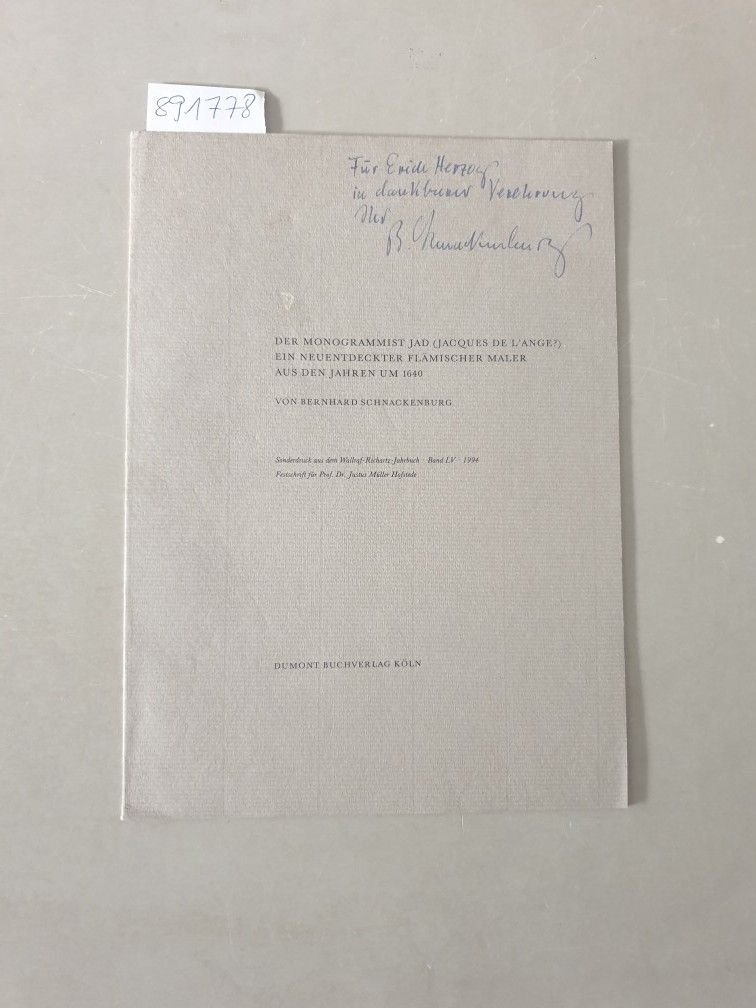 891778
Für Erich Herzog
in dankbarer Verehrung
Ihr
B. Schnackenburg
DER MONOGRAMMIST JAD (JACQUES DE L'ANGE?)
EIN NEUENTDECKTER FLÄMISCHER MALER
AUS DEN JAHREN UM 1640
VON BERNHARD SCHNACKENBURG
Sonderdruck aus dem Wallraf-Richartz-Jahrbuch · Band LV · 1994
Festschrift für Prof. Dr. Justus Müller Hofstede
DUMONT BUCHVERLAG KÖLN